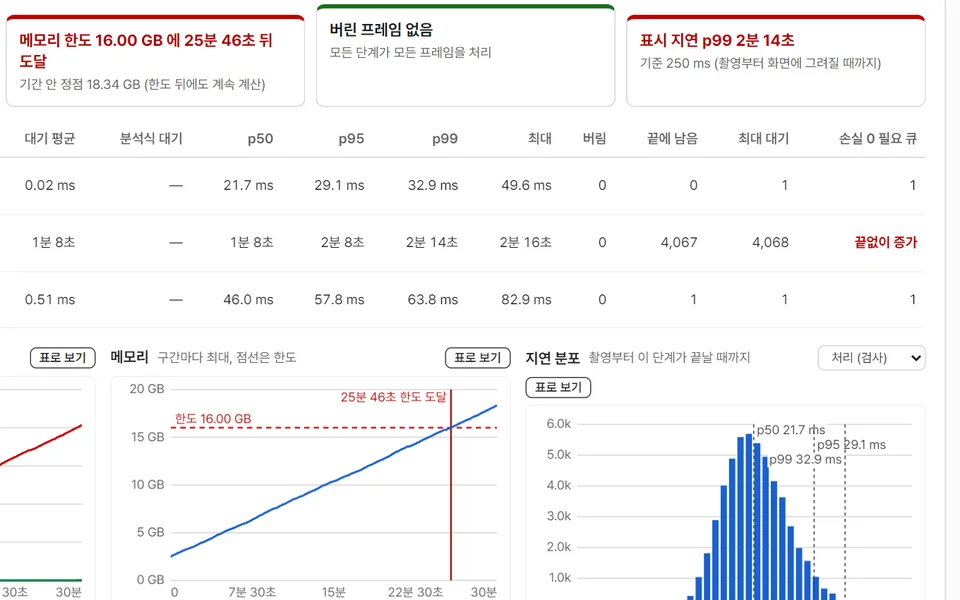 메모리 한도 16.00 GB 에 25분 46초 뒤
도달
기간 안 정점 18.34 GB (한도 뒤에도 계속 계산)
버린 프레임 없음
모든 단계가 모든 프레임을 처리
표시 지연 p99 2분 14초
기준 250 ms (촬영부터 화면에 그려질 때까지)
대기 평균 분석식 대기 p50 p95 p99 최대 버림 끝에 남음 최대 대기 손실 0 필요 큐
0.02 ms — 21.7 ms 29.1 ms 32.9 ms 49.6 ms 0 0 1 1
1분 8초 — 1분 8초 2분 8초 2분 14초 2분 16초 0 4,067 4,068 끝없이 증가
0.51 ms — 46.0 ms 57.8 ms 63.8 ms 82.9 ms 0 1 1 1
표로 보기
30초 30분
메모리 구간마다 최대, 점선은 한도 표로 보기
20 GB
25분 46초 한도 도달
한도 16.00 GB
15 GB
10 GB
5 GB
0 GB
0 7분 30초 15분 22분 30초 30분
지연 분포 촬영부터 이 단계가 끝날 때까지 처리 (검사)
표로 보기
6.0k
p50 21.7 ms
p95 29.1 ms
5.0k
p99 32.9 ms
4.0k
3.0k
2.0k
1.0k